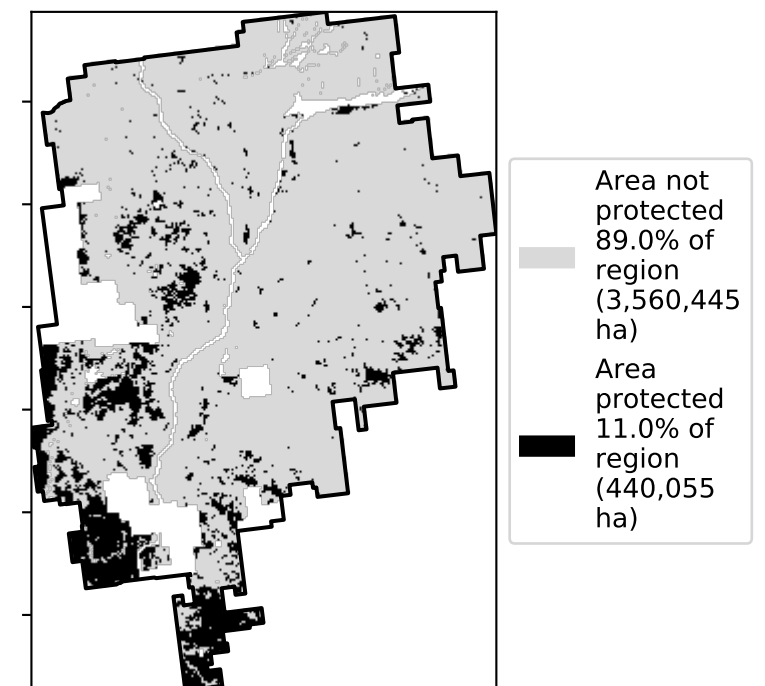 Area not
protected
89.0% of
region
(3,560,445
ha)
Area
protected
11.0% of
region
(440,055
ha)